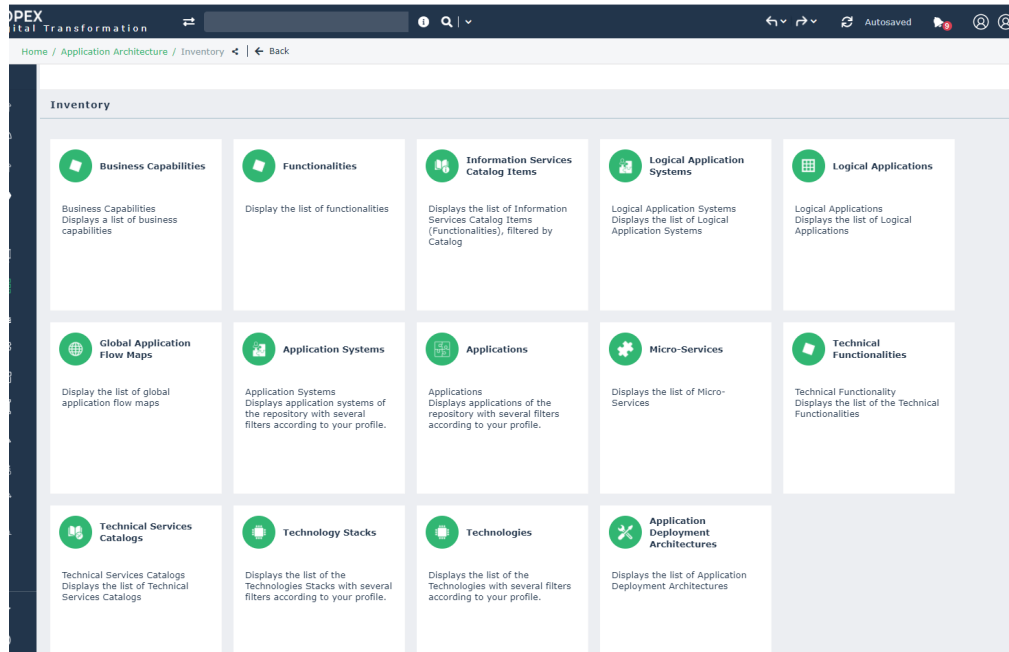 OPEX
ital Transformation
Autosaved
9
Home / Application Architecture / Inventory
Back
Inventory
Business Capabilities
Business Capabilities
Displays a list of business
capabilities
Functionalities
Display the list of functionalities
Information Services
Catalog Items
Displays the list of Information
Services Catalog Items
(Functionalities), filtered by
Catalog
Logical Application
Systems
Logical Application Systems
Displays the list of Logical
Application Systems
Logical Applications
Logical Applications
Displays the list of Logical
Applications
Global Application
Flow Maps
Display the list of global
application flow maps
Application Systems
Application Systems
Displays application systems of
the repository with several
filters according to your profile.
Applications
Applications
Displays applications of the
repository with several filters
according to your profile.
Micro-Services
Displays the list of Micro-
Services
Technical
Functionalities
Technical Functionality
Displays the list of the Technical
Functionalities
Technical Services
Catalogs
Technical Services Catalogs
Displays the list of Technical
Services Catalogs
Technology Stacks
Displays the list of the
Technologies Stacks with several
filters according to your profile.
Technologies
Displays the list of the
Technologies with several filters
according to your profile.
Application
Deployment
Architectures
Displays the list of Application
Deployment Architectures